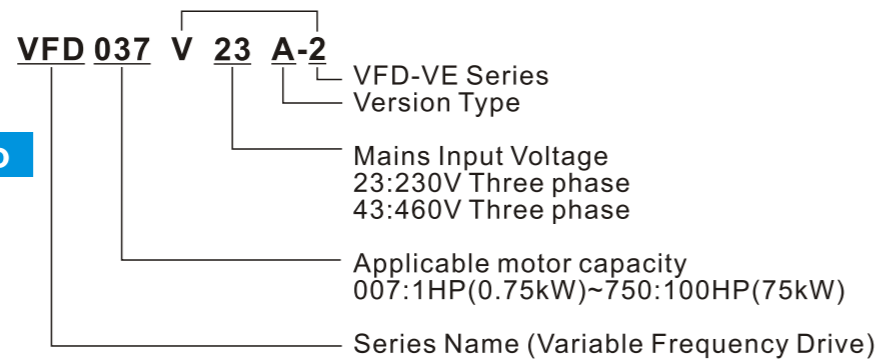 VFD 037 V 23 A-2
VFD-VE Series
Version Type
Mains Input Voltage
23:230V Three phase
43:460V Three phase
Applicable motor capacity
007:1HP(0.75kW)~750:100HP(75kW)
Series Name (Variable Frequency Drive)